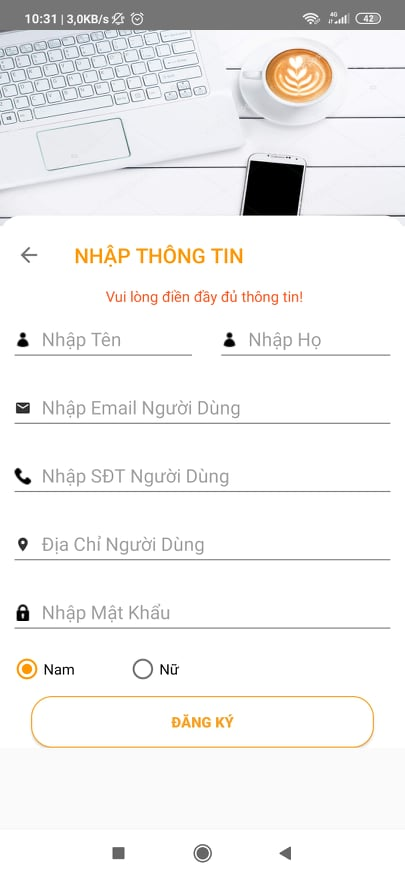 10:31 | 3,0KB/s 4G 42
NHẬP THÔNG TIN
Vui lòng điền đầy đủ thông tin!
Nhập Tên Nhập Họ
Nhập Email Người Dùng
Nhập SĐT Người Dùng
Địa Chỉ Người Dùng
Nhập Mật Khẩu
Nam Nữ
ĐĂNG KÝ